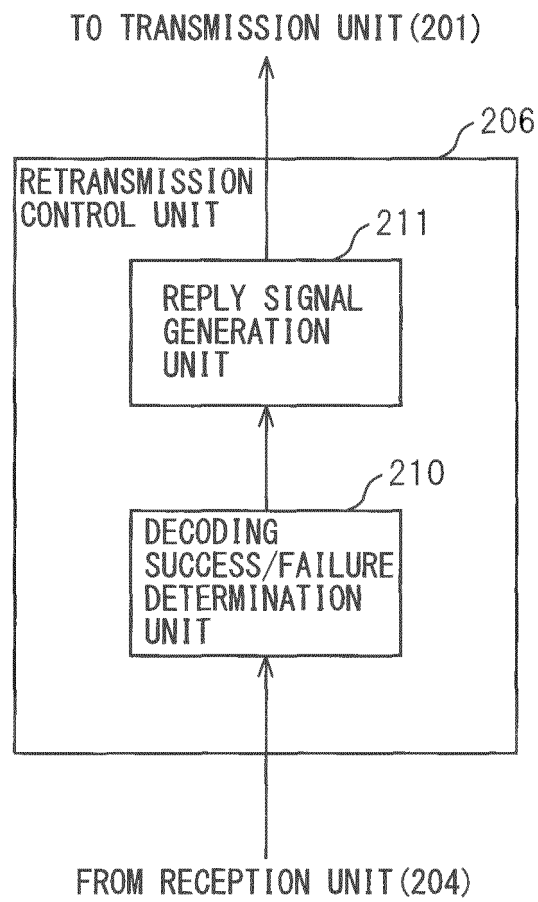 TO TRANSMISSION UNIT(201)
206
RETRANSMISSION
CONTROL UNIT
211
REPLY SIGNAL
GENERATION
UNIT
210
DECODING
SUCCESS/FAILURE
DETERMINATION
UNIT
FROM RECEPTION UNIT(204)